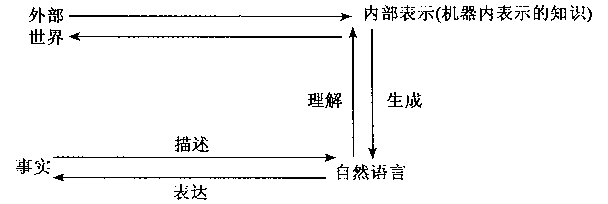 外部
世界
内部表示(机器内表示的知识)
理解
生成
描述
事实
自然语言
表达